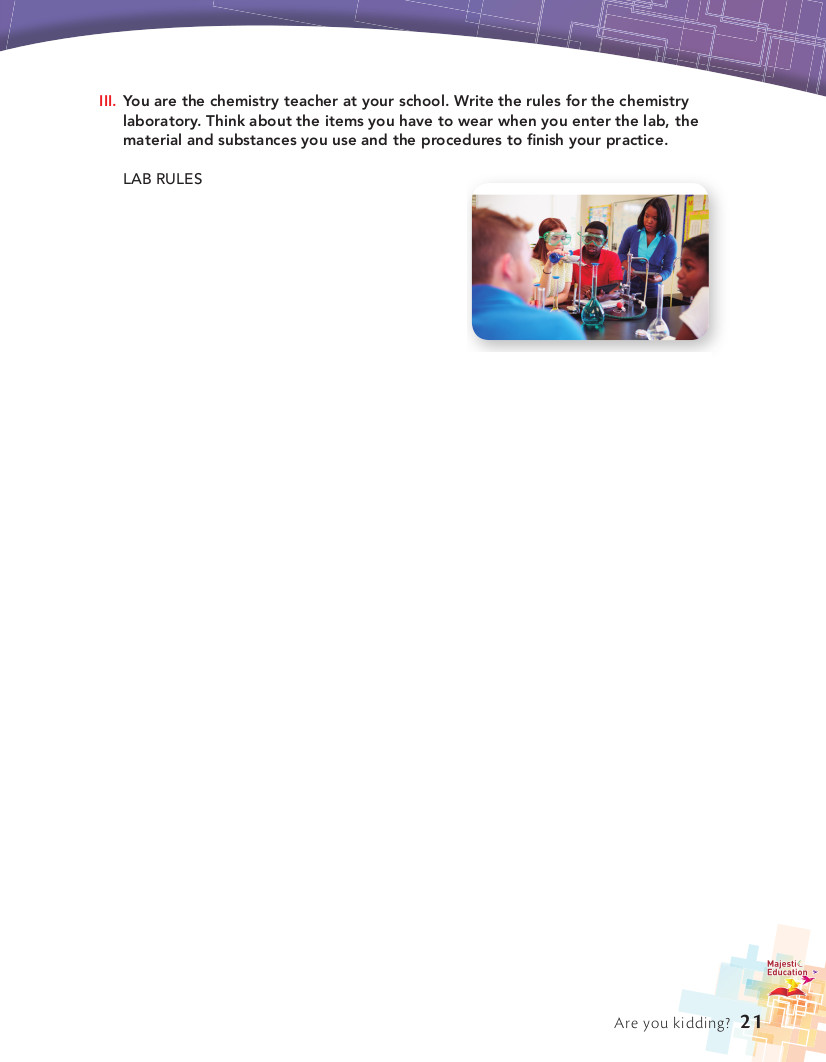 III. You are the chemistry teacher at your school. Write the rules for the chemistry
laboratory. Think about the items you have to wear when you enter the lab, the
material and substances you use and the procedures to finish your practice.
LAB RULES
Majestic
Education
Are you kidding? 21